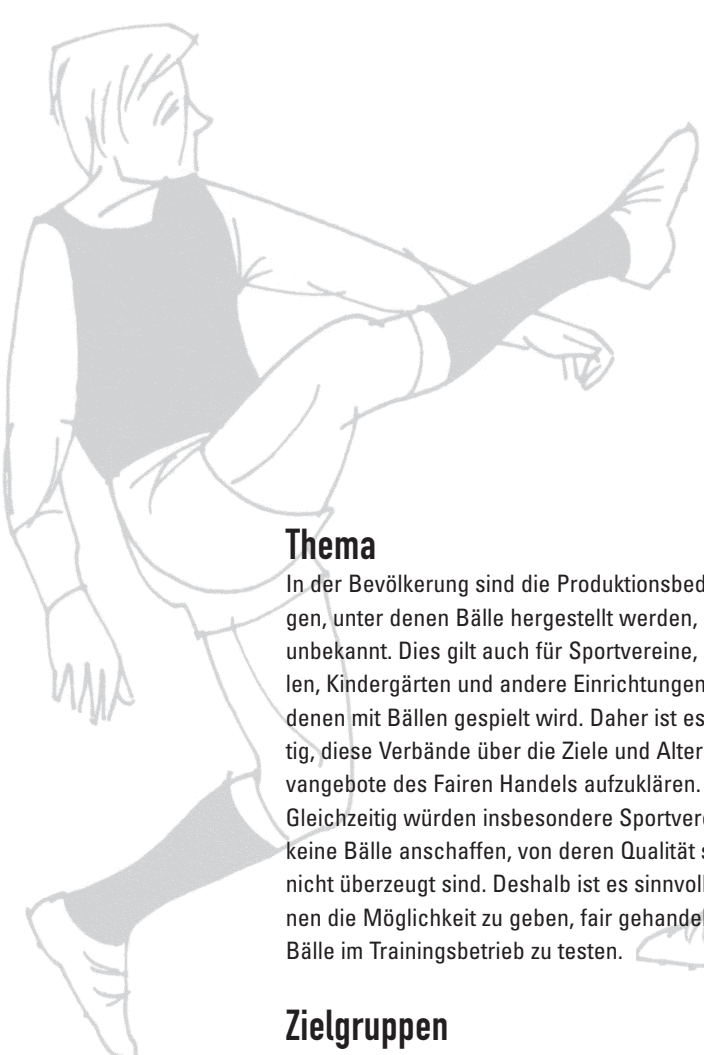 Thema
In der Bevölkerung sind die Produktionsbed
gen, unter denen Bälle hergestellt werden,
unbekannt. Dies gilt auch für Sportvereine,
len, Kindergärten und andere Einrichtungen
denen mit Bällen gespielt wird. Daher ist es
tig, diese Verbände über die Ziele und Alter
vangebote des Fairen Handels aufzuklären.
Gleichzeitig würden insbesondere Sportvere
keine Bälle anschaffen, von deren Qualität s
nicht überzeugt sind. Deshalb ist es sinnvoll
nen die Möglichkeit zu geben, fair gehandel
Bälle im Trainingsbetrieb zu testen.
Zielgruppen